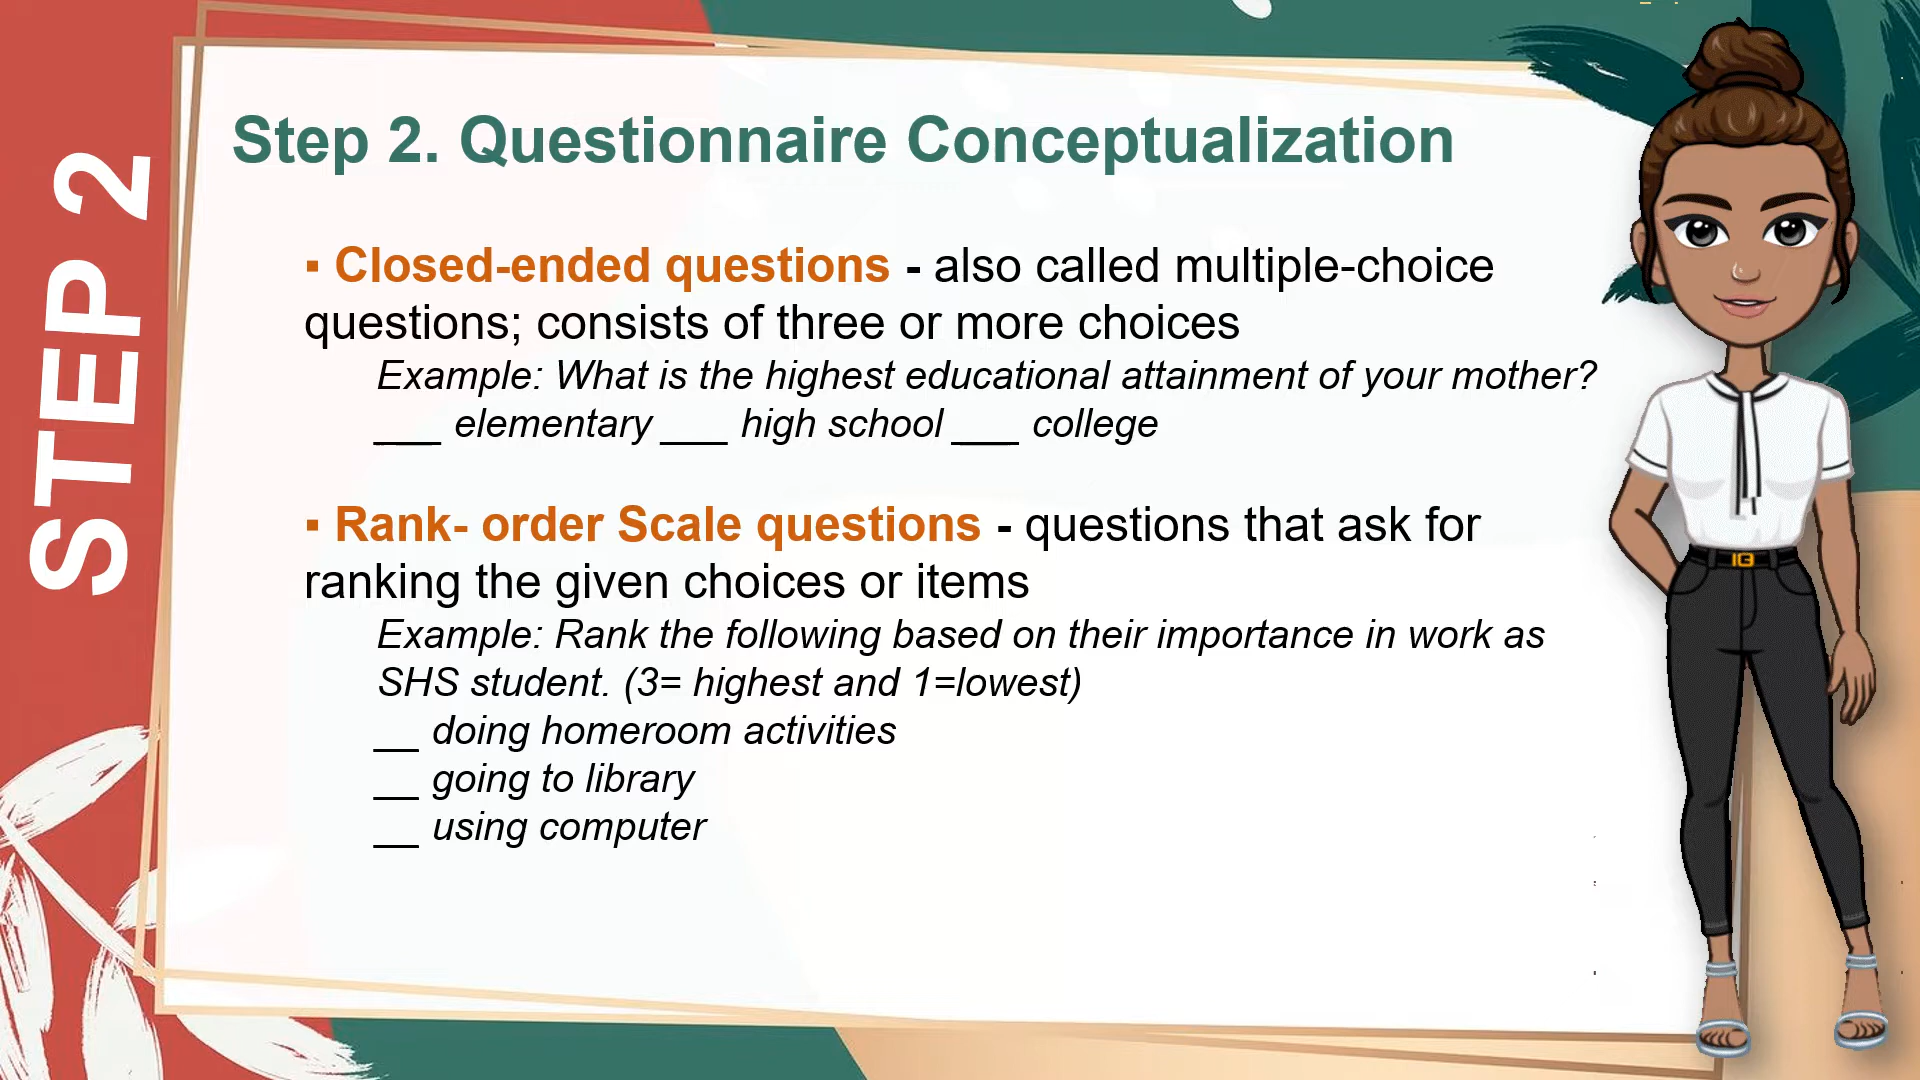 STEP 2
Step 2. Questionnaire Conceptualization
▪ Closed-ended questions - also called multiple-choice
questions; consists of three or more choices
Example: What is the highest educational attainment of your mother?
___ elementary ___ high school ___ college
▪ Rank- order Scale questions - questions that ask for
ranking the given choices or items
Example: Rank the following based on their importance in work as
SHS student. (3= highest and 1=lowest)
__ doing homeroom activities
__ going to library
__ using computer